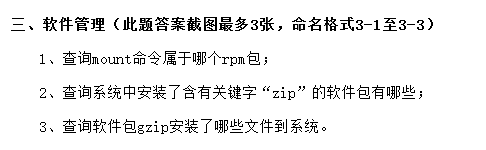 三、软件管理（此题答案截图最多3张，命名格式3-1至3-3）
1、查询mount命令属于哪个rpm包；
2、查询系统中安装了含有关键字“zip”的软件包有哪些；
3、查询软件包gzip安装了哪些文件到系统。